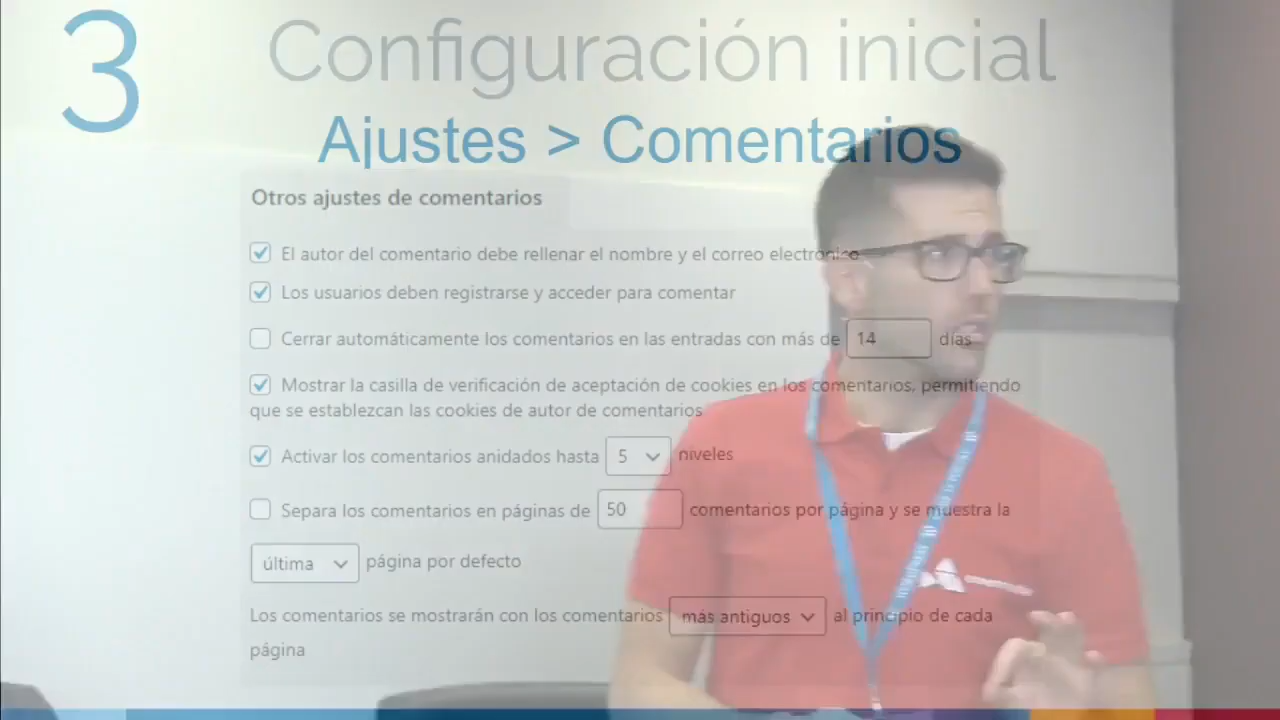 3
Configuración inicial
Ajustes > Comentarios
Otros ajustes de comentarios
El autor del comentario debe rellenar el nombre y el correo electrónico
Los usuarios deben registrarse y acceder para comentar
Cerrar automáticamente los comentarios en las entradas con más de 14 días
Mostrar la casilla de verificación de aceptación de cookies en los comentarios, permitiendo
que se establezcan las cookies de autor de comentarios
Activar los comentarios anidados hasta 5 niveles
Separa los comentarios en páginas de 50 comentarios por página y se muestra la
última página por defecto
Los comentarios se mostrarán con los comentarios más antiguos al principio de cada
página